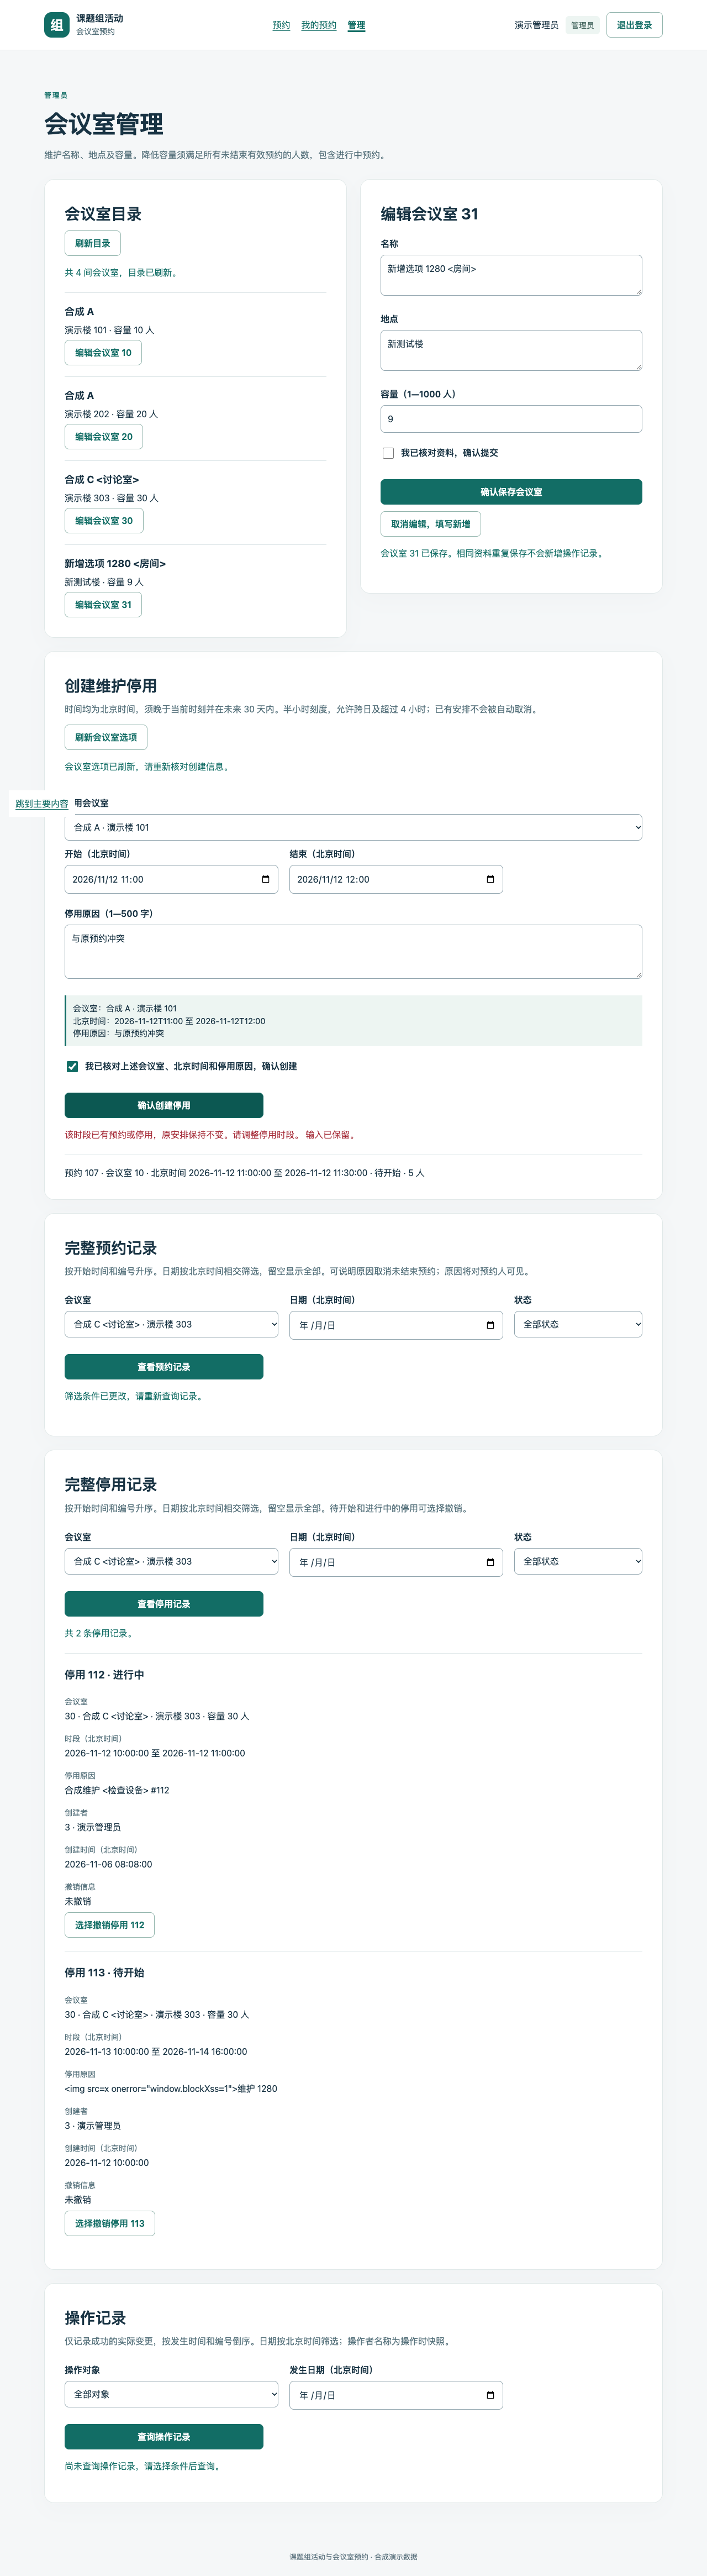 组
课题组活动
会议室预约
预约
我的预约
管理
演示管理员
管理员
退出登录
管理员
会议室管理
维护名称、地点及容量。降低容量须满足所有未结束有效预约的人数，包含进行中预约。
会议室目录
刷新目录
共 4 间会议室，目录已刷新。
合成 A
演示楼 101 · 容量 10 人
编辑会议室 10
合成 A
演示楼 202 · 容量 20 人
编辑会议室 20
合成 C <讨论室>
演示楼 303 · 容量 30 人
编辑会议室 30
新增选项 1280 <房间>
新测试楼 · 容量 9 人
编辑会议室 31
编辑会议室 31
名称
新增选项 1280 <房间>
地点
新测试楼
容量（1—1000 人）
9
我已核对资料，确认提交
确认保存会议室
取消编辑，填写新增
会议室 31 已保存。相同资料重复保存不会新增操作记录。
创建维护停用
时间均为北京时间，须晚于当前时刻并在未来 30 天内。半小时刻度，允许跨日及超过 4 小时；已有安排不会被自动取消。
刷新会议室选项
会议室选项已刷新，请重新核对创建信息。
跳到主要内容
用会议室
合成 A · 演示楼 101
开始（北京时间）
结束（北京时间）
2026/11/12 11:00
2026/11/12 12:00
停用原因（1—500 字）
与原预约冲突
会议室：合成 A · 演示楼 101
北京时间：2026-11-12T11:00 至 2026-11-12T12:00
停用原因：与原预约冲突
我已核对上述会议室、北京时间和停用原因，确认创建
确认创建停用
该时段已有预约或停用，原安排保持不变。请调整停用时段。 输入已保留。
预约 107 · 会议室 10 · 北京时间 2026-11-12 11:00:00 至 2026-11-12 11:30:00 · 待开始 · 5 人
完整预约记录
按开始时间和编号升序。日期按北京时间相交筛选，留空显示全部。可说明原因取消未结束预约；原因将对预约人可见。
会议室
日期（北京时间）
状态
合成 C <讨论室> · 演示楼 303
年 /月/日
全部状态
查看预约记录
筛选条件已更改，请重新查询记录。
完整停用记录
按开始时间和编号升序。日期按北京时间相交筛选，留空显示全部。待开始和进行中的停用可选择撤销。
会议室
日期（北京时间）
状态
合成 C <讨论室> · 演示楼 303
年 /月/日
全部状态
查看停用记录
共 2 条停用记录。
停用 112 · 进行中
会议室
30 · 合成 C <讨论室> · 演示楼 303 · 容量 30 人
时段（北京时间）
2026-11-12 10:00:00 至 2026-11-12 11:00:00
停用原因
合成维护 <检查设备> #112
创建者
3 · 演示管理员
创建时间（北京时间）
2026-11-06 08:08:00
撤销信息
未撤销
选择撤销停用 112
停用 113 · 待开始
会议室
30 · 合成 C <讨论室> · 演示楼 303 · 容量 30 人
时段（北京时间）
2026-11-13 10:00:00 至 2026-11-14 16:00:00
停用原因
<img src=x onerror="window.blockXss=1">维护 1280
创建者
3 · 演示管理员
创建时间（北京时间）
2026-11-12 10:00:00
撤销信息
未撤销
选择撤销停用 113
操作记录
仅记录成功的实际变更，按发生时间和编号倒序。日期按北京时间筛选；操作者名称为操作时快照。
操作对象
发生日期（北京时间）
全部对象
年 /月/日
查询操作记录
尚未查询操作记录，请选择条件后查询。
课题组活动与会议室预约 · 合成演示数据